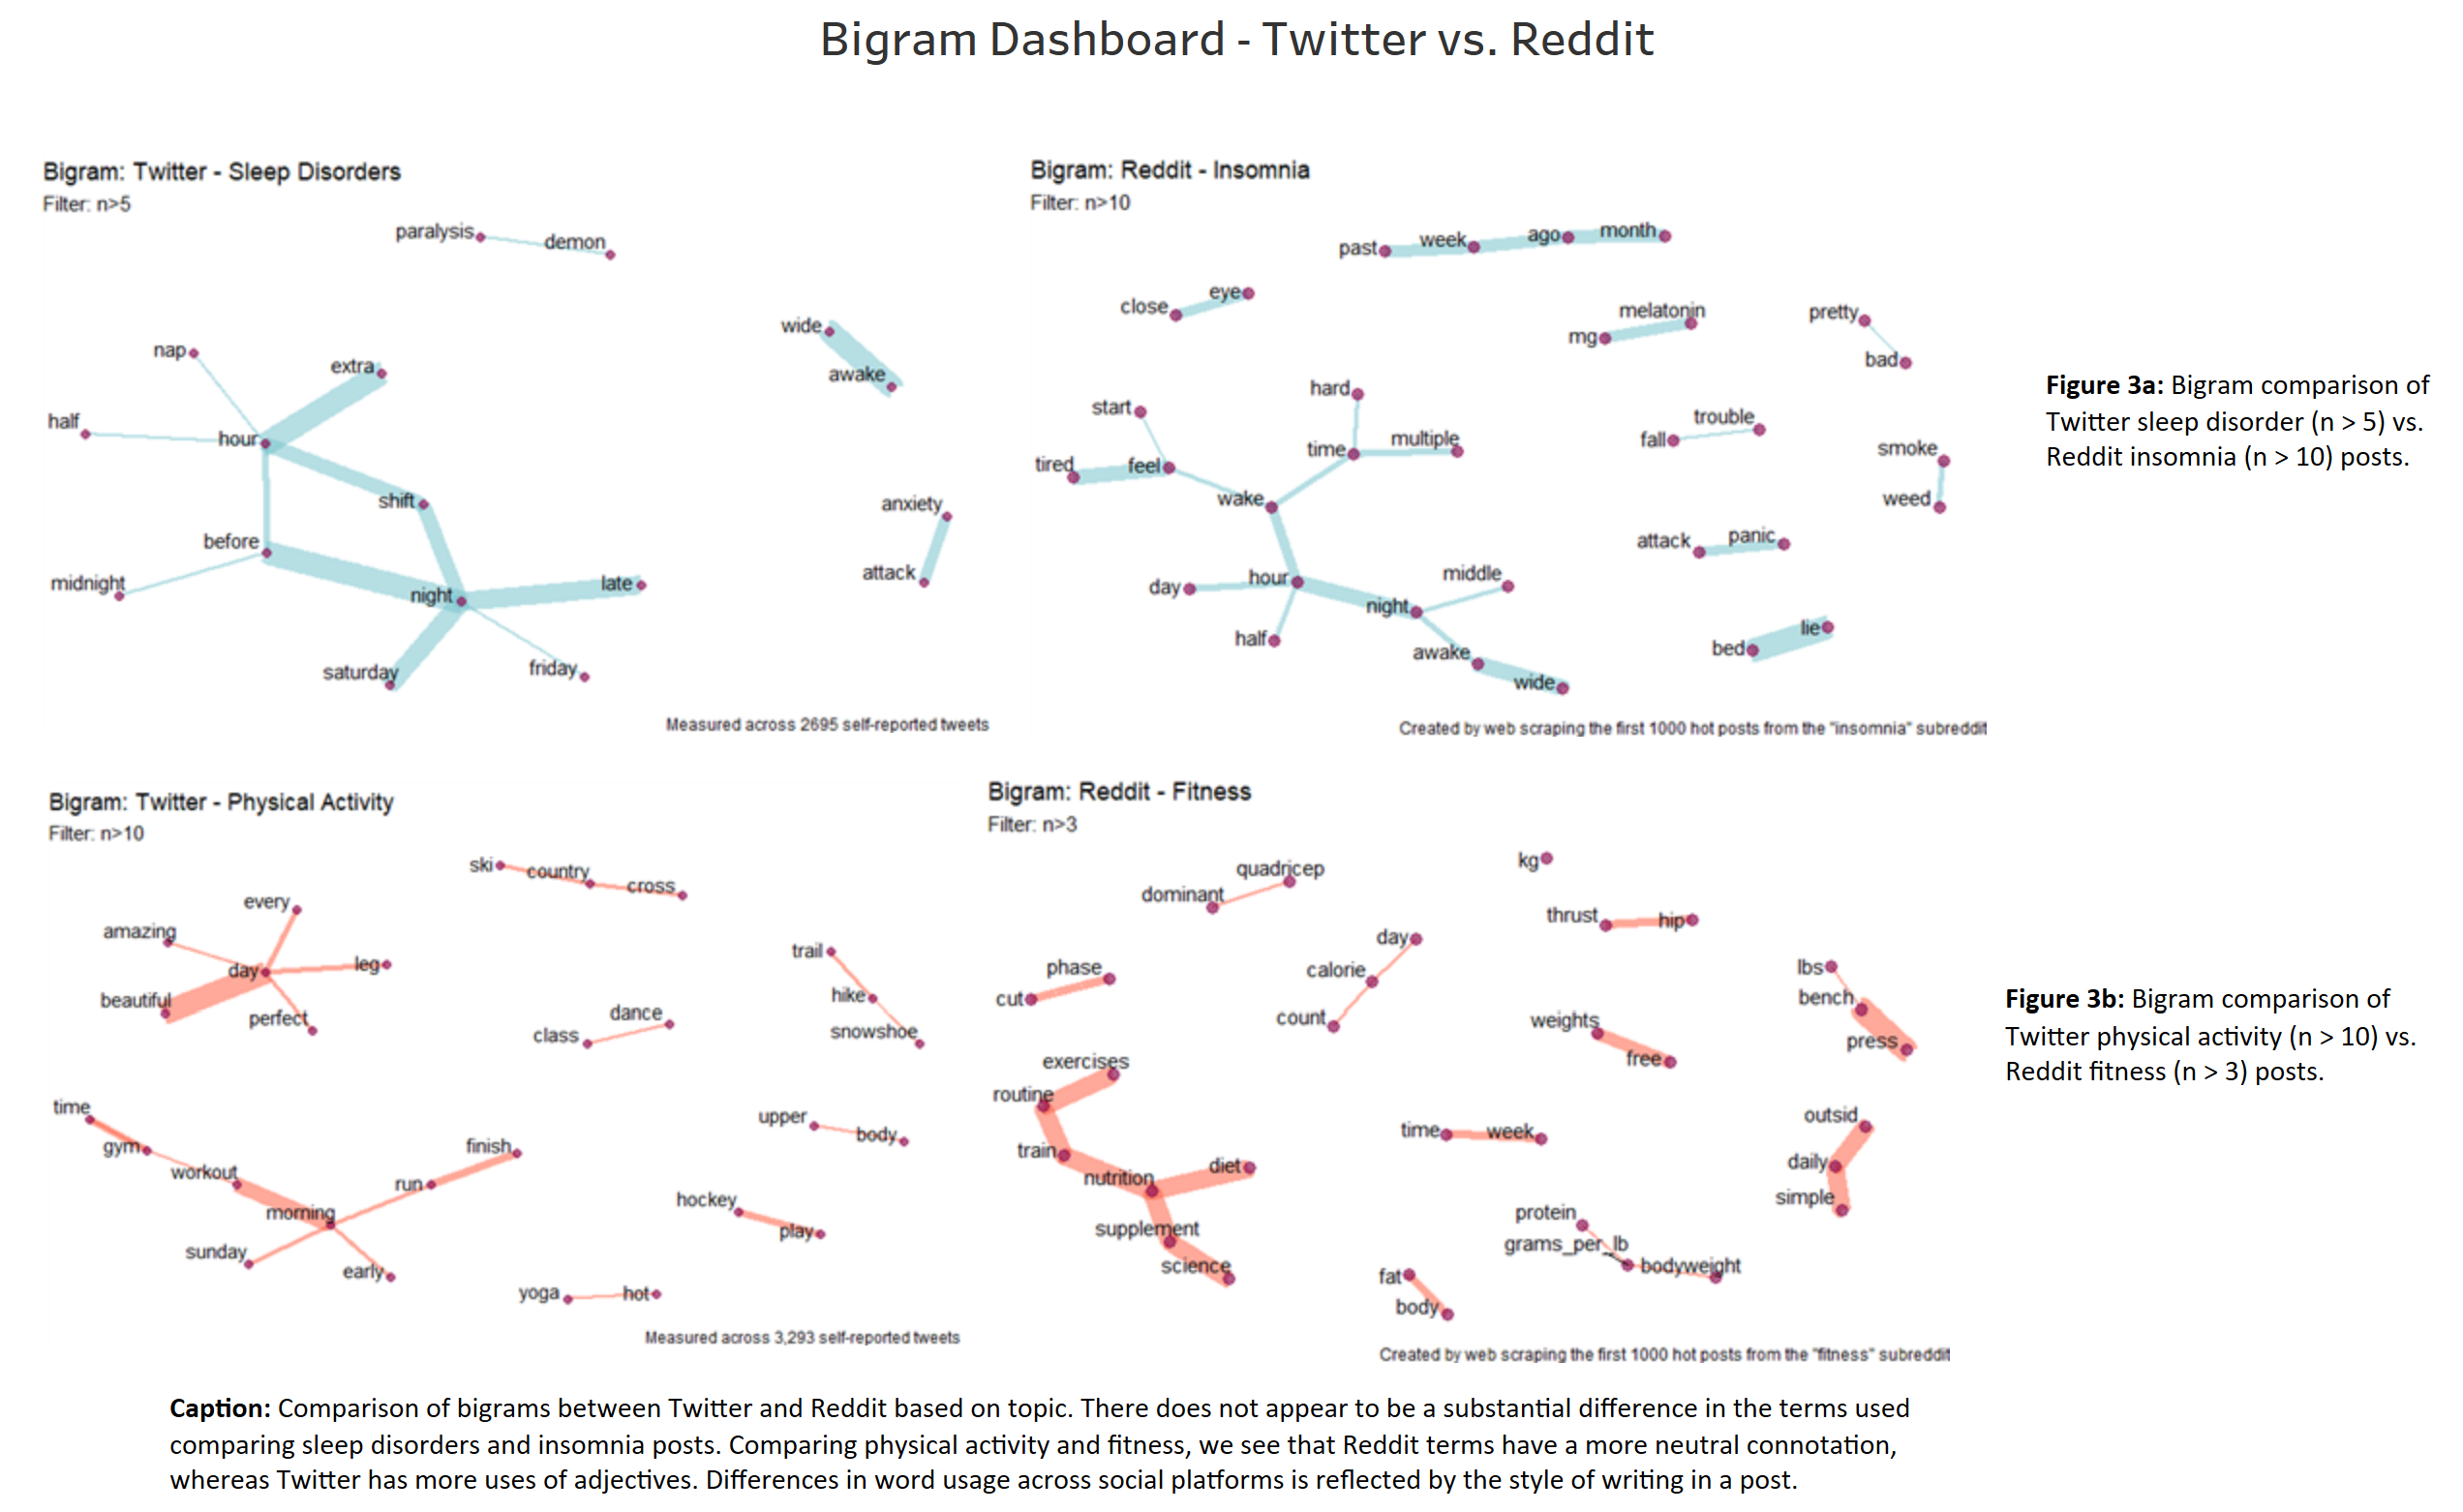 Bigram Dashboard - Twitter vs. Reddit
Bigram: Twitter - Sleep Disorders
Filter: n>5
paralysis
demon
wide
awake
nap
extra
half
hour
shift
anxiety
before
attack
midnight
night
late
saturday
friday
Measured across 2695 self-reported tweets
Bigram: Reddit - Insomnia
Filter: n>10
past
week
ago
month
close
eye
melatonin
mg
pretty
bad
hard
start
time
multiple
trouble
fall
tired
feel
smoke
wake
weed
attack
panic
day
hour
middle
night
half
awake
wide
bed
lie
Created by web scraping the first 1000 hot posts from the "insomnia" subreddit
Figure 3a: Bigram comparison of
Twitter sleep disorder (n > 5) vs.
Reddit insomnia (n > 10) posts.
Bigram: Twitter - Physical Activity
Filter: n>10
ski
country
cross
every
amazing
day
leg
beautiful
perfect
trail
hike
snowshoe
dance
class
time
gym
workout
finish
run
morning
sunday
early
upper
body
hockey
play
yoga
hot
Measured across 3,293 self-reported tweets
Bigram: Reddit - Fitness
Filter: n>3
quadricep
dominant
kg
thrust
hip
day
calorie
count
phase
cut
lbs
bench
press
weights
free
exercises
routine
train
nutrition
diet
supplement
science
time
week
outsid
daily
simple
protein
grams_per_lb
bodyweight
fat
body
Created by web scraping the first 1000 hot posts from the "fitness" subreddit
Figure 3b: Bigram comparison of
Twitter physical activity (n > 10) vs.
Reddit fitness (n > 3) posts.
Caption: Comparison of bigrams between Twitter and Reddit based on topic. There does not appear to be a substantial difference in the terms used
comparing sleep disorders and insomnia posts. Comparing physical activity and fitness, we see that Reddit terms have a more neutral connotation,
whereas Twitter has more uses of adjectives. Differences in word usage across social platforms is reflected by the style of writing in a post.